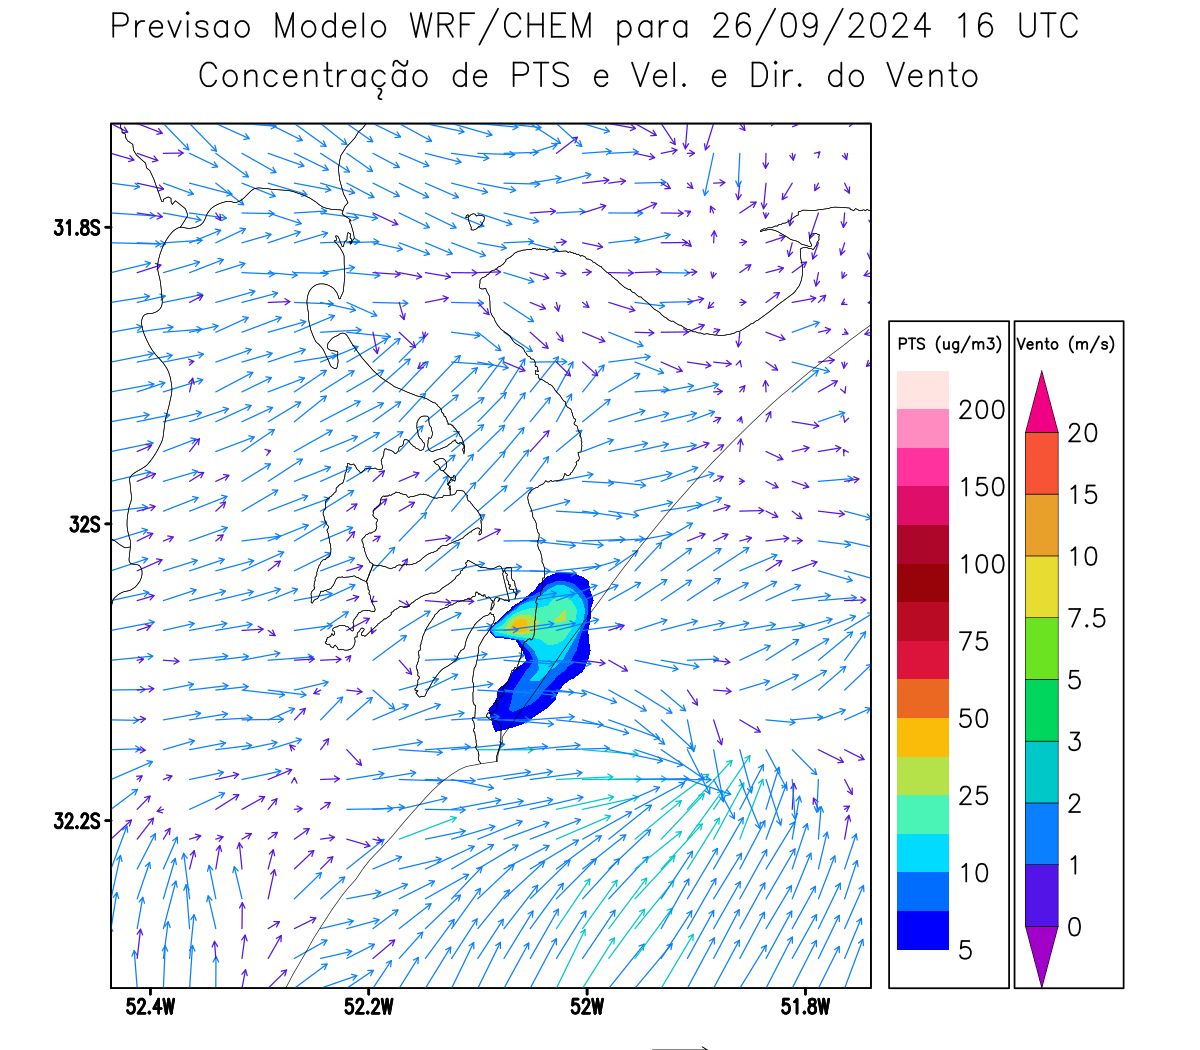 Previsao Modelo WRF/CHEM para 26/09/2024 16 UTC
Concentração de PTS e Vel. e Dir. do Vento
31.8S
32S
32.2S
52.4W
52.2W
52W
51.8W
PTS (ug/m3)
200
150
100
75
50
25
10
5
Vento (m/s)
20
15
10
7.5
5
3
2
1
0